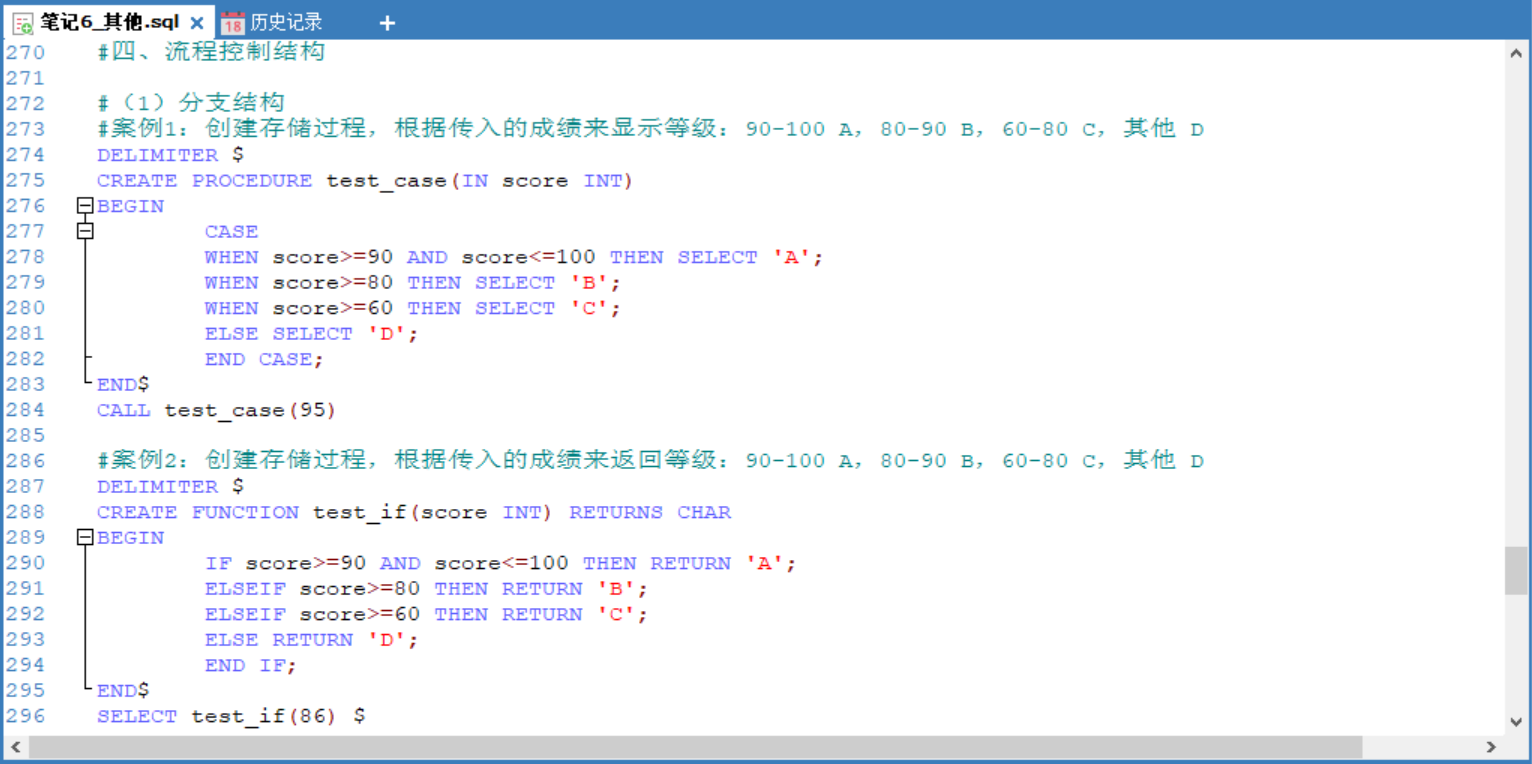 笔记6_其他.sql
18 历史记录
270 #四、流程控制结构
271
272 #（1）分支结构
273 #案例1：创建存储过程，根据传入的成绩来显示等级：90-100 A，80-90 B，60-80 C，其他 D
274 DELIMITER $
275 CREATE PROCEDURE test_case(IN score INT)
276 BEGIN
277 CASE
278 WHEN score>=90 AND score<=100 THEN SELECT 'A';
279 WHEN score>=80 THEN SELECT 'B';
280 WHEN score>=60 THEN SELECT 'C';
281 ELSE SELECT 'D';
282 END CASE;
283 END$
284 CALL test_case(95)
285
286 #案例2：创建存储过程，根据传入的成绩来返回等级：90-100 A，80-90 B，60-80 C，其他 D
287 DELIMITER $
288 CREATE FUNCTION test_if(score INT) RETURNS CHAR
289 BEGIN
290 IF score>=90 AND score<=100 THEN RETURN 'A';
291 ELSEIF score>=80 THEN RETURN 'B';
292 ELSEIF score>=60 THEN RETURN 'C';
293 ELSE RETURN 'D';
294 END IF;
295 END$
296 SELECT test_if(86) $